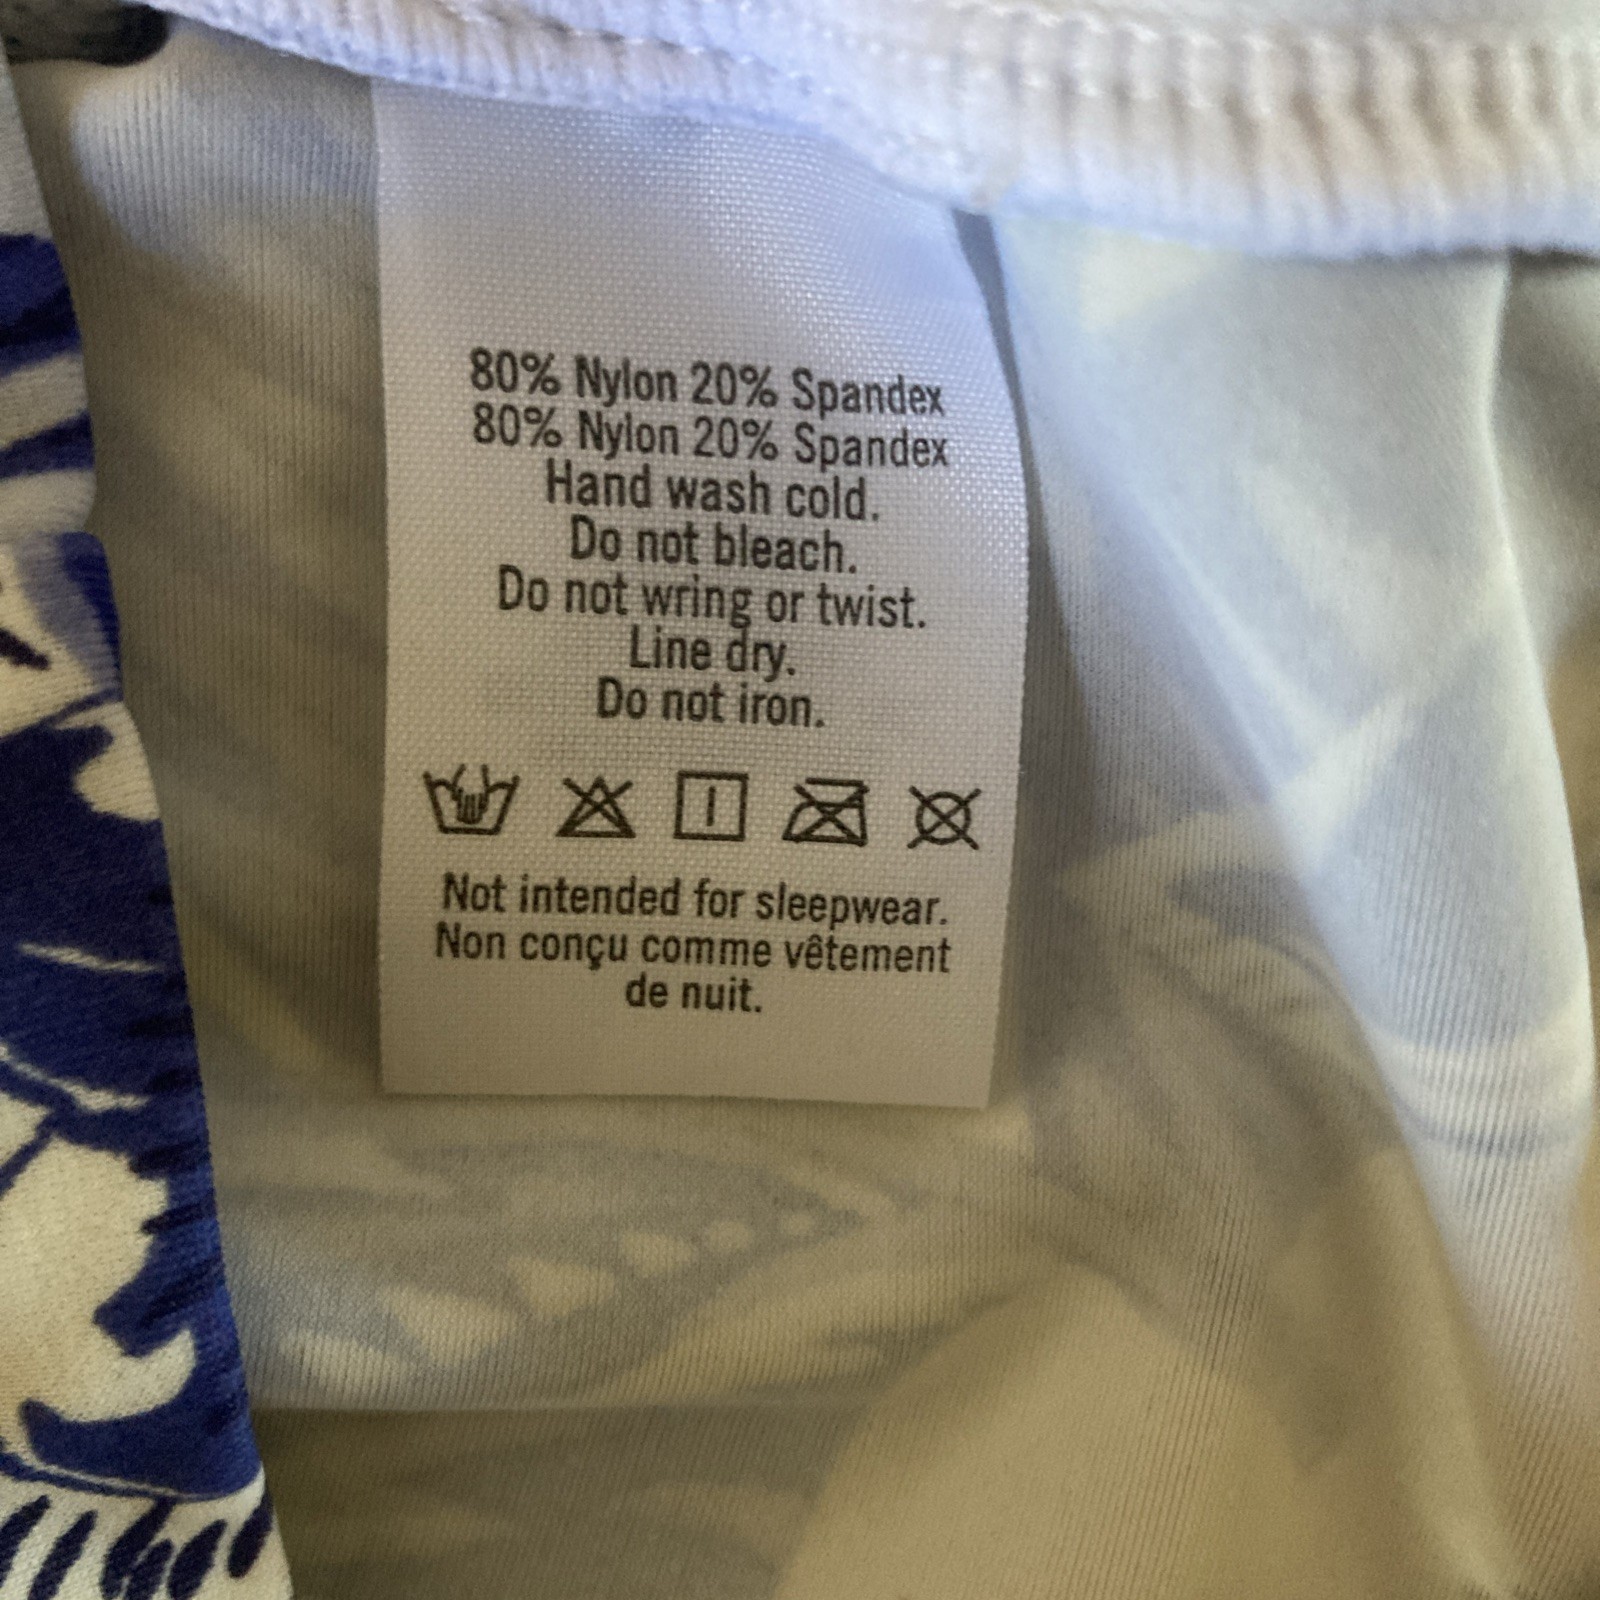 80% Nylon 20% Spandex
80% Nylon 20% Spandex
Hand wash cold.
Do not bleach.
Do not wring or twist.
Line dry.
Do not iron.
Not intended for sleepwear.
Non conçu comme vêtement
de nuit.